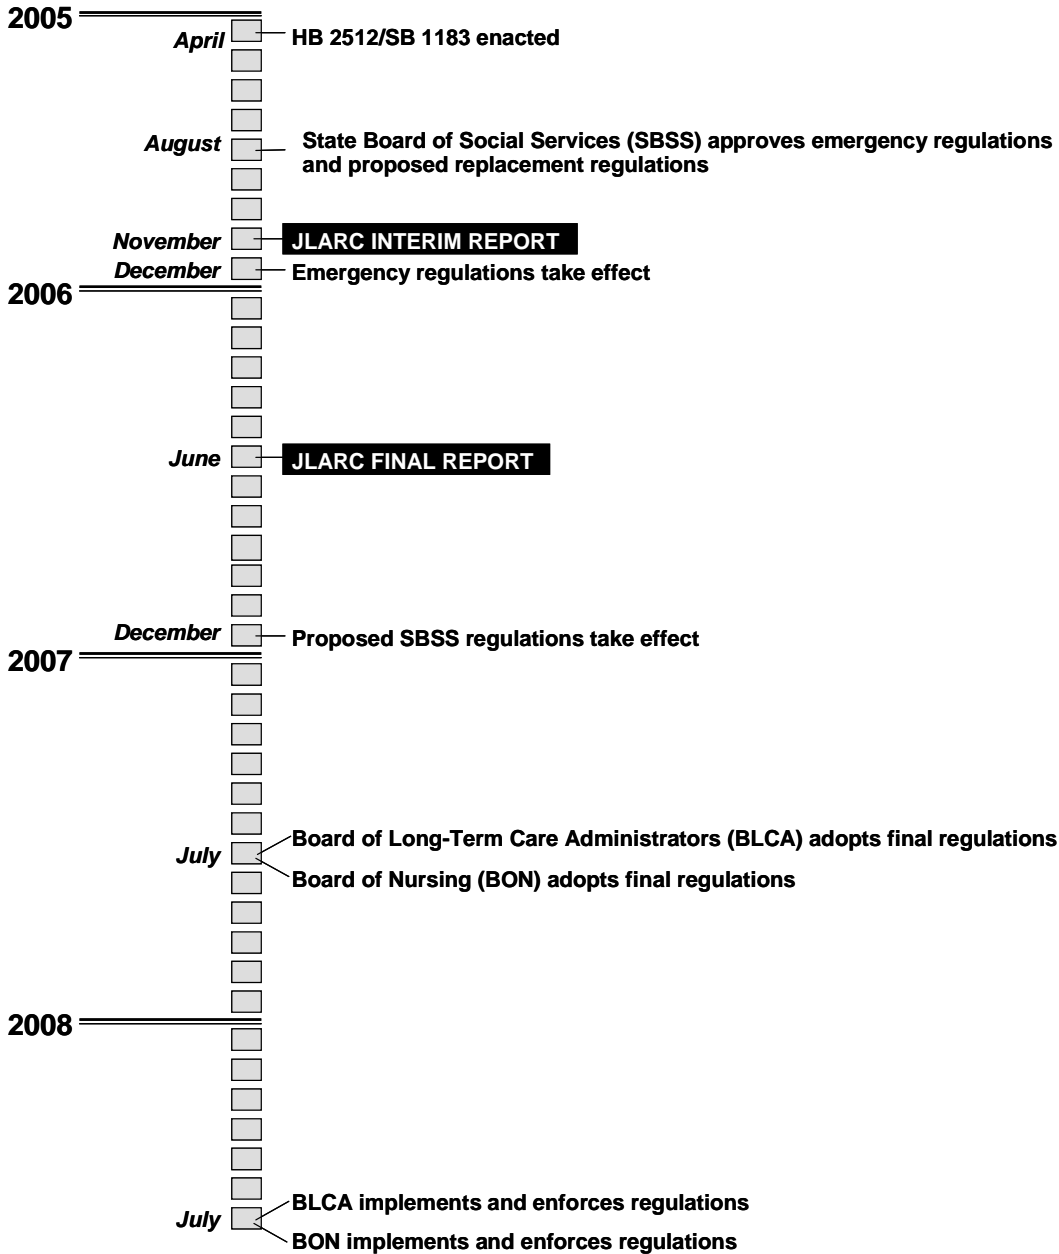 2005
April
HB 2512/SB 1183 enacted
August
State Board of Social Services (SBSS) approves emergency regulations
and proposed replacement regulations
November
JLARC INTERIM REPORT
December
Emergency regulations take effect
2006
June
JLARC FINAL REPORT
December
Proposed SBSS regulations take effect
2007
Board of Long-Term Care Administrators (BLCA) adopts final regulations
July
Board of Nursing (BON) adopts final regulations
2008
BLCA implements and enforces regulations
July
BON implements and enforces regulations